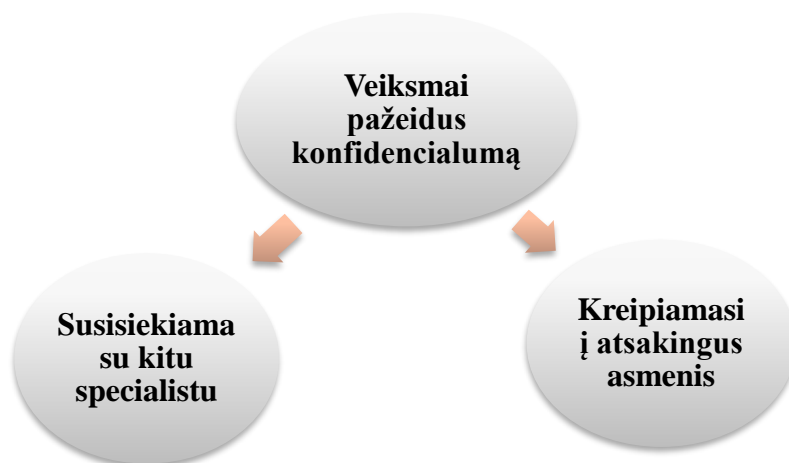 Veiksmai
pažeidus
konfidencialumą
Susisiekiama
su kitu
specialistu
Kreipiamasi
į atsakingus
asmenis